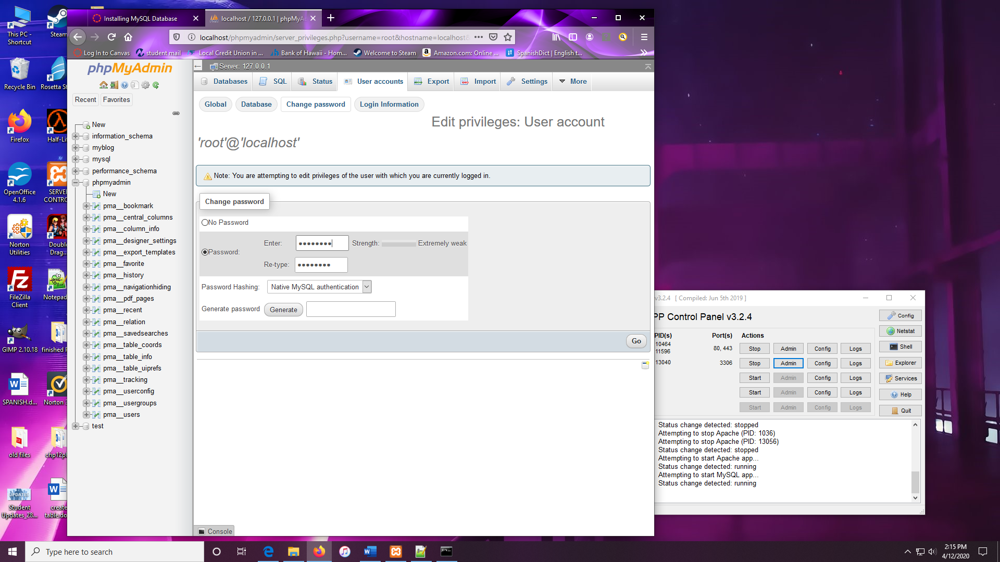 This PC - Shortcut
Steam
Recycle Bin
Rosetta St...
Firefox
Half-Lif
OpenOffice 4.1.6
SERVER CONTRO
Norton Utilities
Double Drag...
FileZilla Client
Notepad
GIMP 2.10.18
finished P
SPANISH.d...
Norton 3
old files
chp12pl
UPDATES
Student Updates_28...
create table.do
Installing MySQL Database
localhost / 127.0.0.1 | phpMyAd
localhost/phpmyadmin/server_privileges.php?username=root&hostname=localhost&
Log In to Canvas
student mail
Local Credit Union in ...
Bank of Hawaii - Hom...
Welcome to Steam
Amazon.com: Online ...
SpanishDict | English t...
phpMyAdmin
Recent
Favorites
New
information_schema
myblog
mysql
performance_schema
phpmyadmin
New
pma__bookmark
pma__central_columns
pma__column_info
pma__designer_settings
pma__export_templates
pma__favorite
pma__history
pma__navigationhiding
pma__pdf_pages
pma__recent
pma__relation
pma__savedsearches
pma__table_coords
pma__table_info
pma__table_uiprefs
pma__tracking
pma__userconfig
pma__usergroups
pma__users
test
Server: 127.0.0.1
Databases
SQL
Status
User accounts
Export
Import
Settings
More
Global
Database
Change password
Login Information
Edit privileges: User account
'root'@'localhost'
Note: You are attempting to edit privileges of the user with which you are currently logged in.
Change password
No Password
Password:
Enter:
Strength:
Extremely weak
Re-type:
Password Hashing:
Native MySQL authentication
Generate password
Generate
Go
Console
v3.2.4 [ Compiled: Jun 5th 2019 ]
PP Control Panel v3.2.4
PID(s) Port(s) Actions
10464
11596
80, 443 Stop Admin Config Logs
13040 3306 Stop Admin Config Logs
Start Admin Config Logs
Start Admin Config Logs
Start Admin Config Logs
Config
Netstat
Shell
Explorer
Services
Help
Quit
Status change detected: stopped
Attempting to stop Apache (PID: 1036)
Attempting to stop Apache (PID: 13056)
Status change detected: stopped
Attempting to start Apache app...
Status change detected: running
Attempting to start MySQL app...
Status change detected: running
Type here to search
2:15 PM
4/12/2020